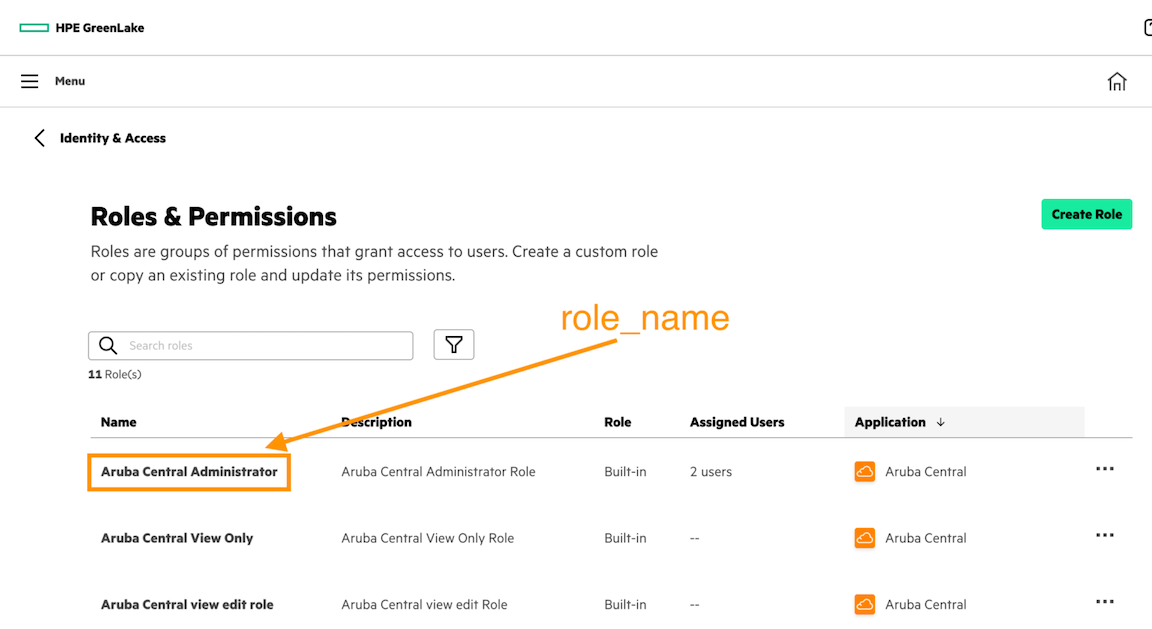 HPE GreenLake
Menu
Identity & Access
Roles & Permissions
Create Role
Roles are groups of permissions that grant access to users. Create a custom role
or copy an existing role and update its permissions.
role_name
Search roles
11 Role(s)
Name Description Role Assigned Users Application
Aruba Central Administrator Aruba Central Administrator Role Built-in 2 users Aruba Central
Aruba Central View Only Aruba Central View Only Role Built-in -- Aruba Central
Aruba Central view edit role Aruba Central view edit Role Built-in -- Aruba Central